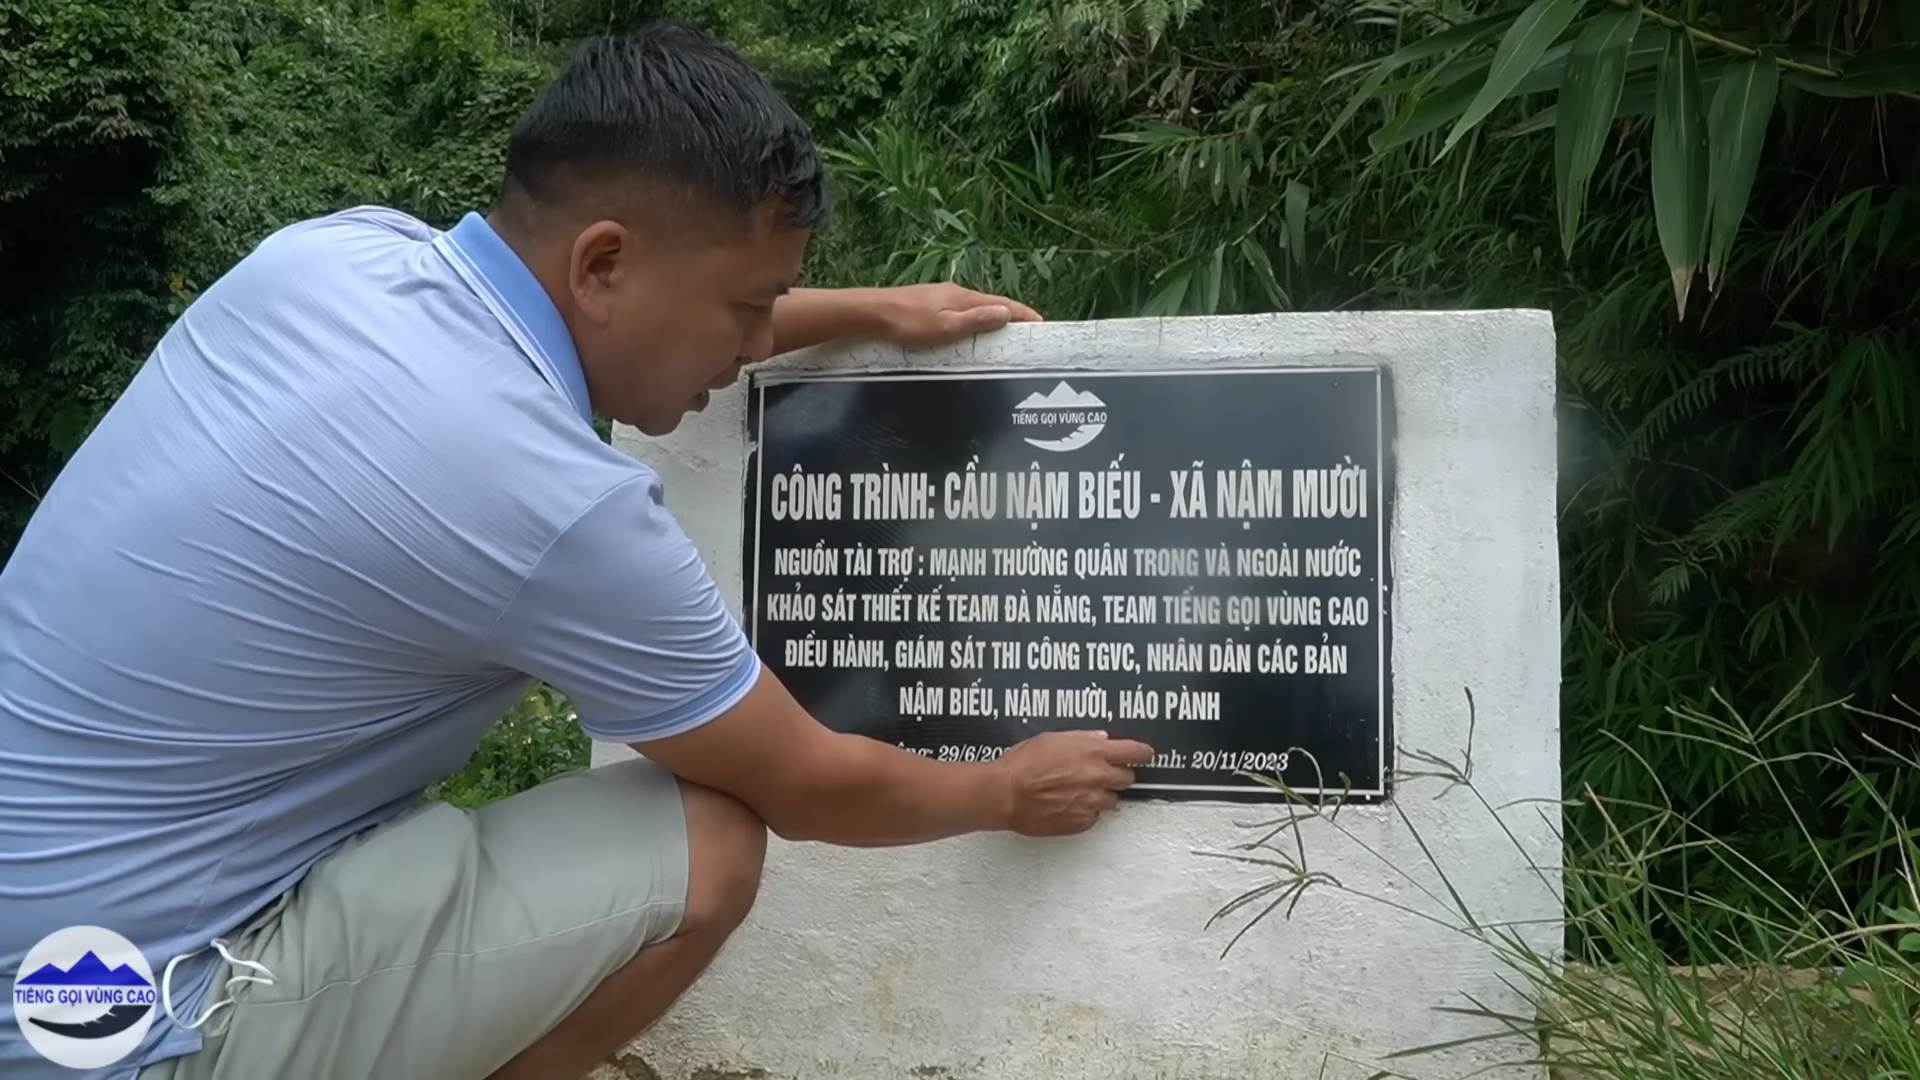 TIẾNG GỌI VÙNG CAO
CÔNG TRÌNH: CẦU NẬM BIẾU - XÃ NẬM MƯỜI
NGUỒN TÀI TRỢ : MẠNH THƯỜNG QUÂN TRONG VÀ NGOÀI NƯỚC
KHẢO SÁT THIẾT KẾ TEAM ĐÀ NẴNG, TEAM TIẾNG GỌI VÙNG CAO
ĐIỀU HÀNH, GIÁM SÁT THI CÔNG TGVC, NHÂN DÂN CÁC BẢN
NẬM BIẾU, NẬM MƯỜI, HÁO PÀNH
20/11/2023
TIẾNG GỌI VÙNG CAO